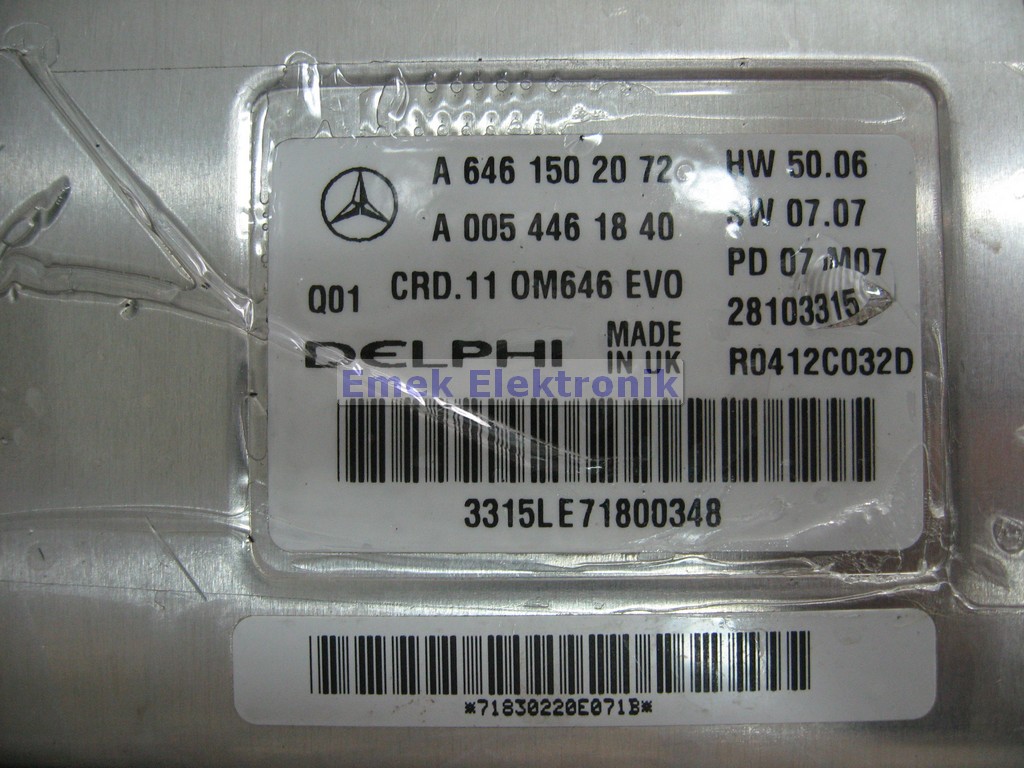 A 646 150 20 72
A 005 446 18 40
Q01 CRD.11 OM646 EVO
DELPHI MADE IN UK
HW 50.06
SW 07.07
PD 07/M07
28103315
R0412C032D
Emek Elektronik
3315LE71800348
*71830220E071B*